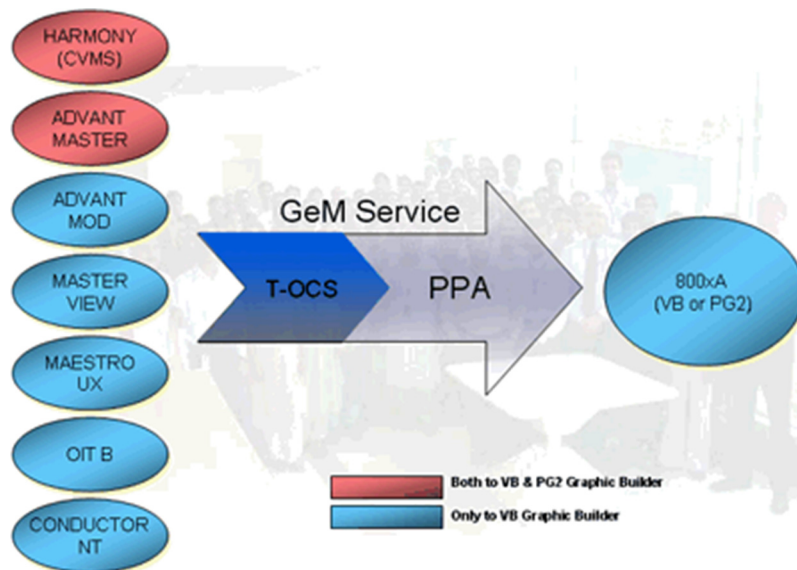 HARMONY
(CVMS)
ADVANT
MASTER
ADVANT
MOD
MASTER
VIEW
MAESTRO
UX
OIT B
CONDUCTOR
NT
GeM Service
T-OCS
PPA
800xA
(VB or PG2)
Both to VB & PG2 Graphic Builder
Only to VB Graphic Builder